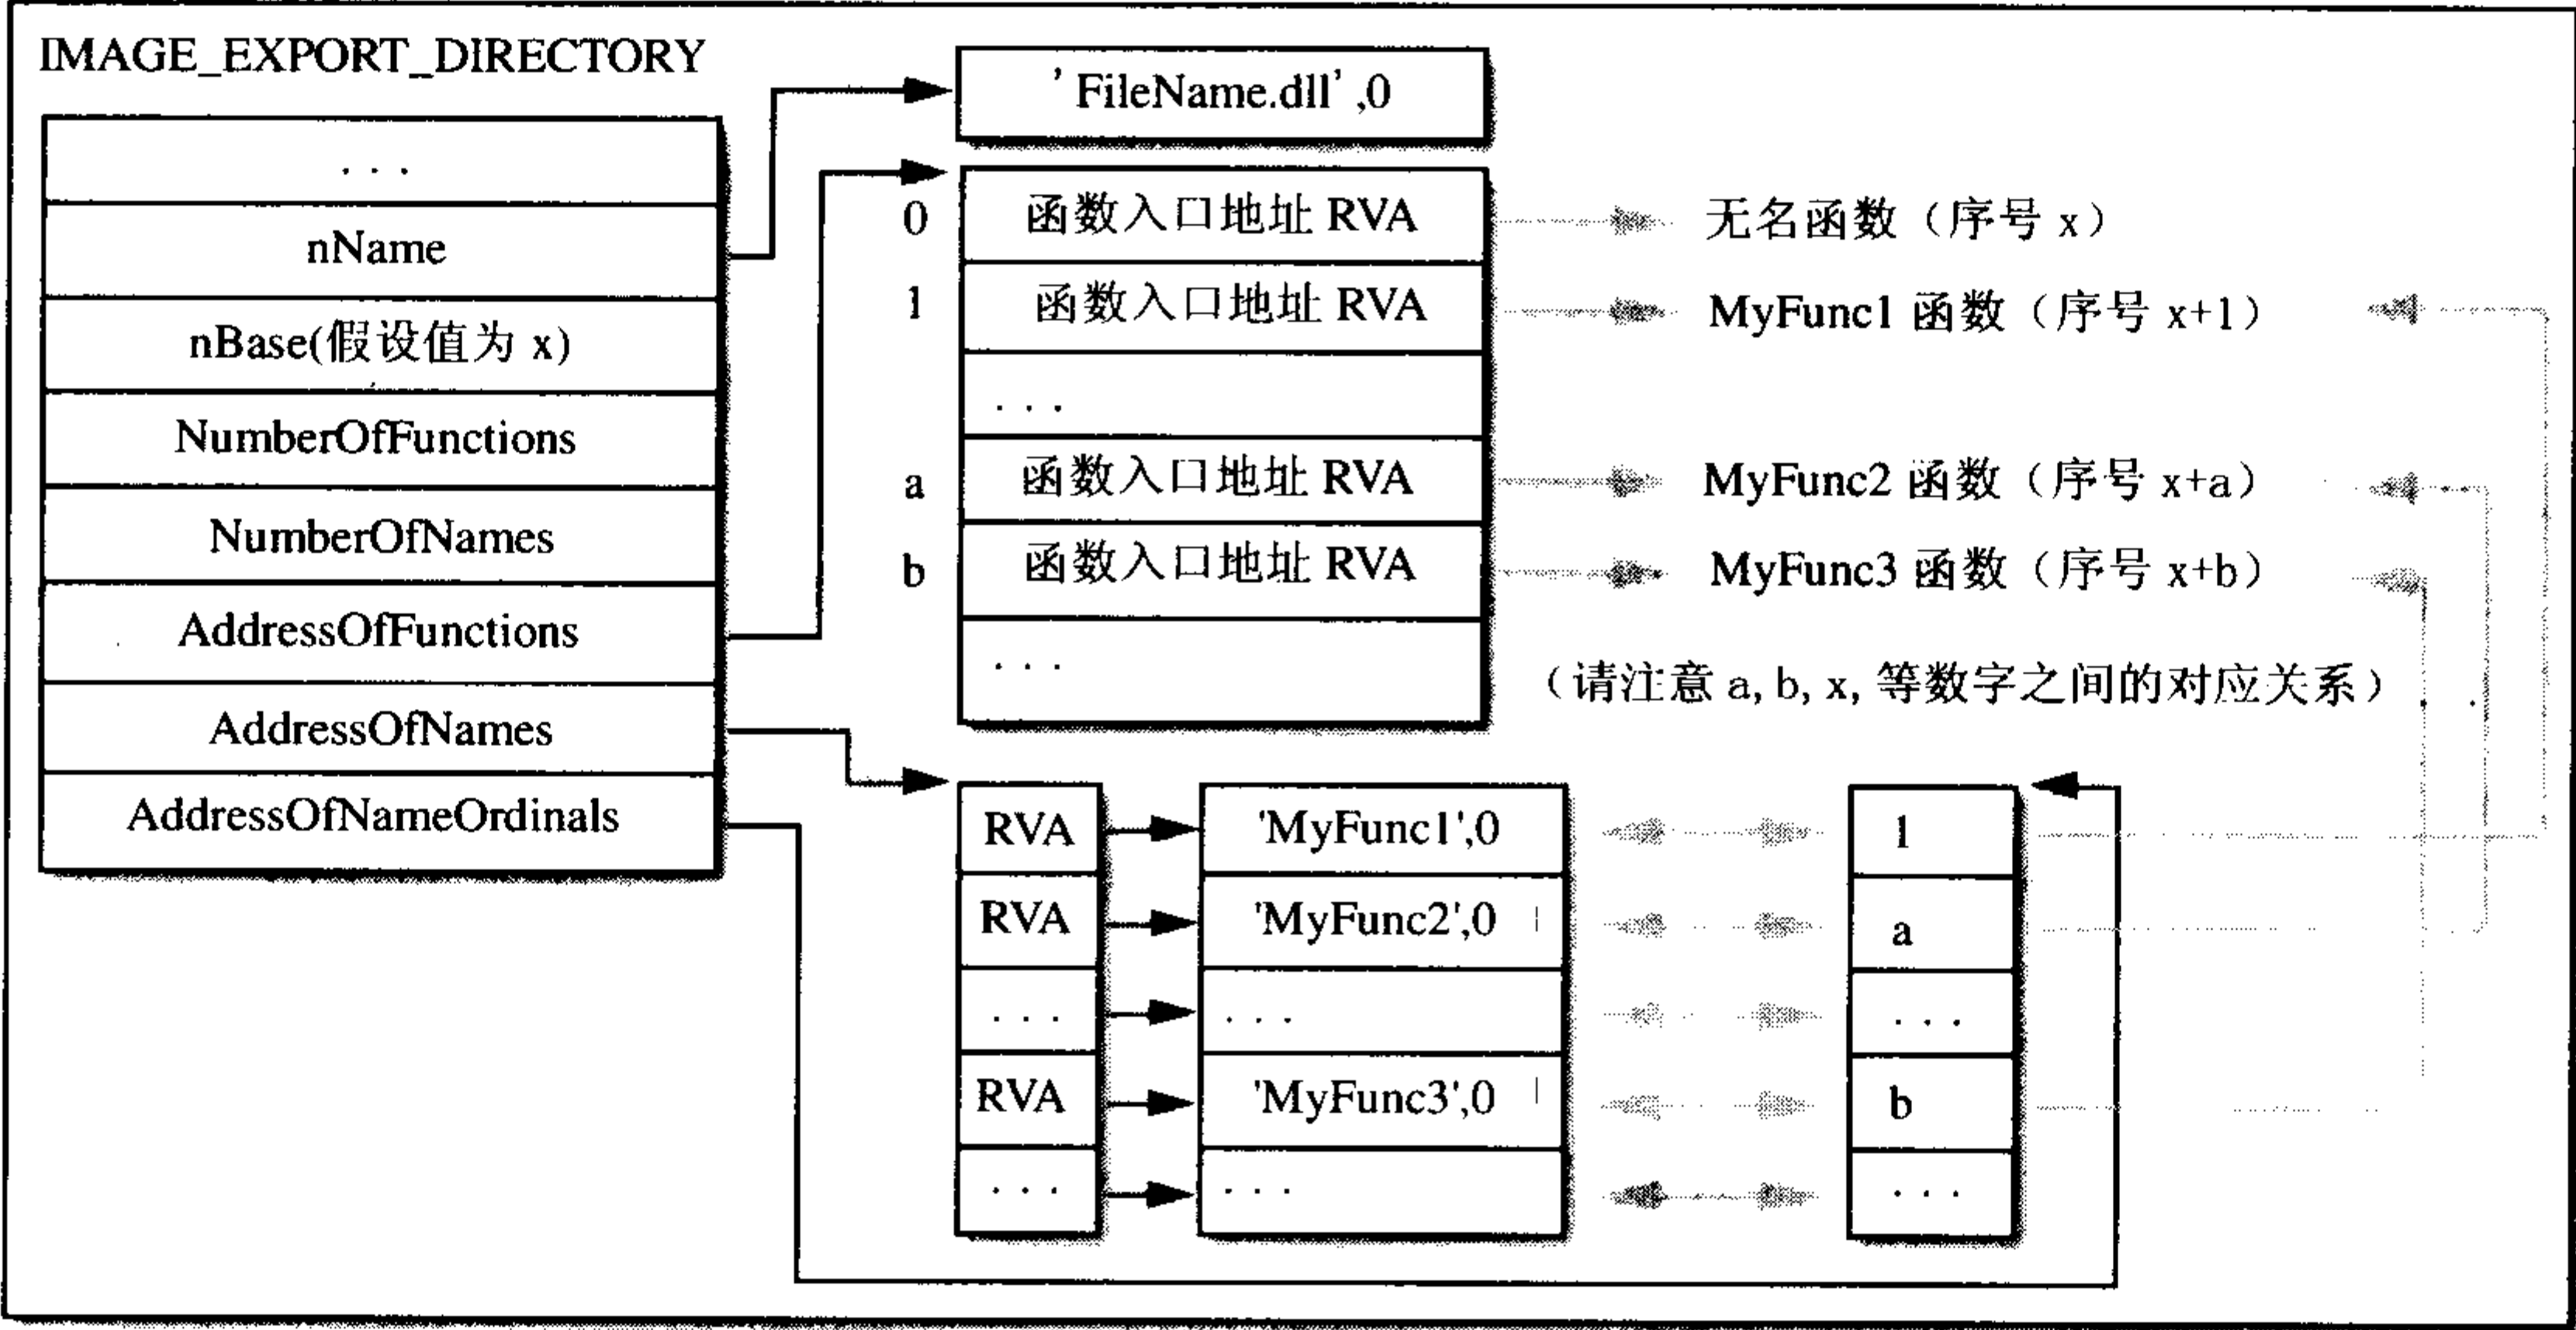 IMAGE_EXPORT_DIRECTORY
. . .
nName
nBase(假设值为 x)
NumberOfFunctions
NumberOfNames
AddressOfFunctions
AddressOfNames
AddressOfNameOrdinals
' FileName.dll' ,0
0 函数入口地址 RVA 无名函数（序号 x）
1 函数入口地址 RVA MyFunc1 函数（序号 x+1）
. . .
a 函数入口地址 RVA MyFunc2 函数（序号 x+a）
b 函数入口地址 RVA MyFunc3 函数（序号 x+b）
. . .
（请注意 a, b, x, 等数字之间的对应关系）
RVA 'MyFunc1',0 1
RVA 'MyFunc2',0 a
. . . . . . . . .
RVA 'MyFunc3',0 b
. . . . . . . . .